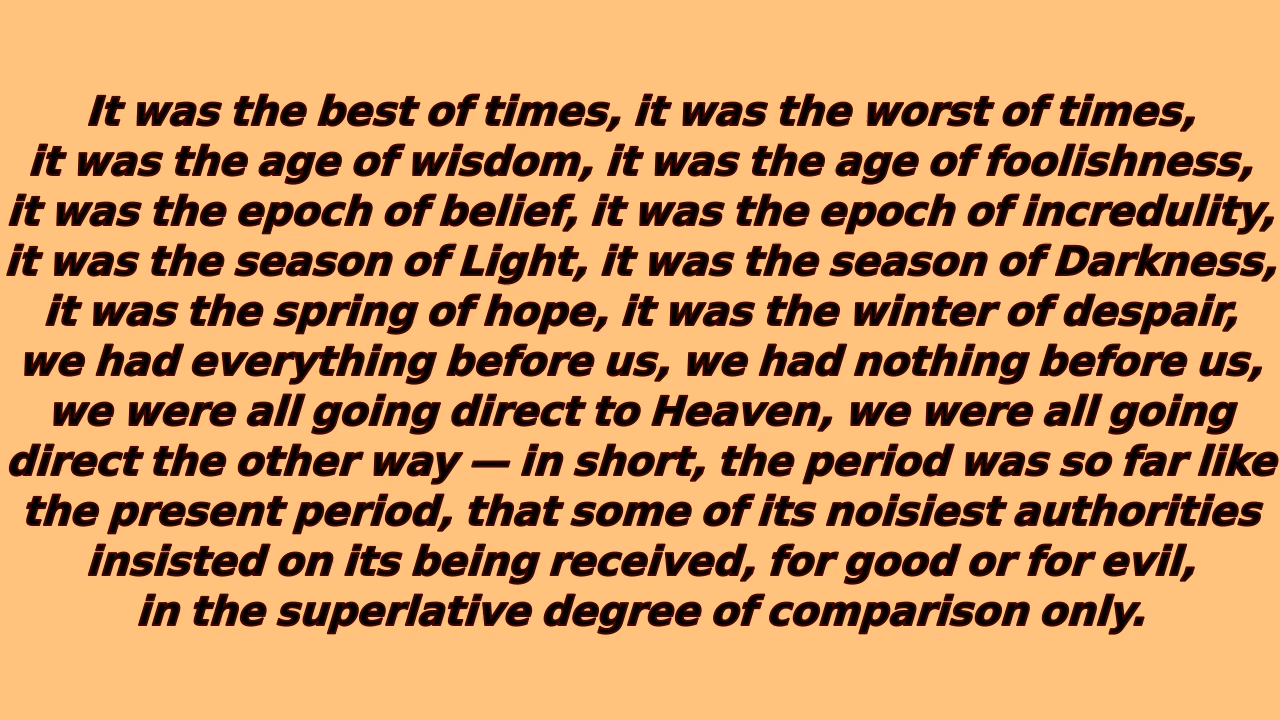 It was the best of times, it was the worst of times,
it was the age of wisdom, it was the age of foolishness,
it was the epoch of belief, it was the epoch of incredulity,
it was the season of Light, it was the season of Darkness,
it was the spring of hope, it was the winter of despair,
we had everything before us, we had nothing before us,
we were all going direct to Heaven, we were all going
direct the other way — in short, the period was so far like
the present period, that some of its noisiest authorities
insisted on its being received, for good or for evil,
in the superlative degree of comparison only.